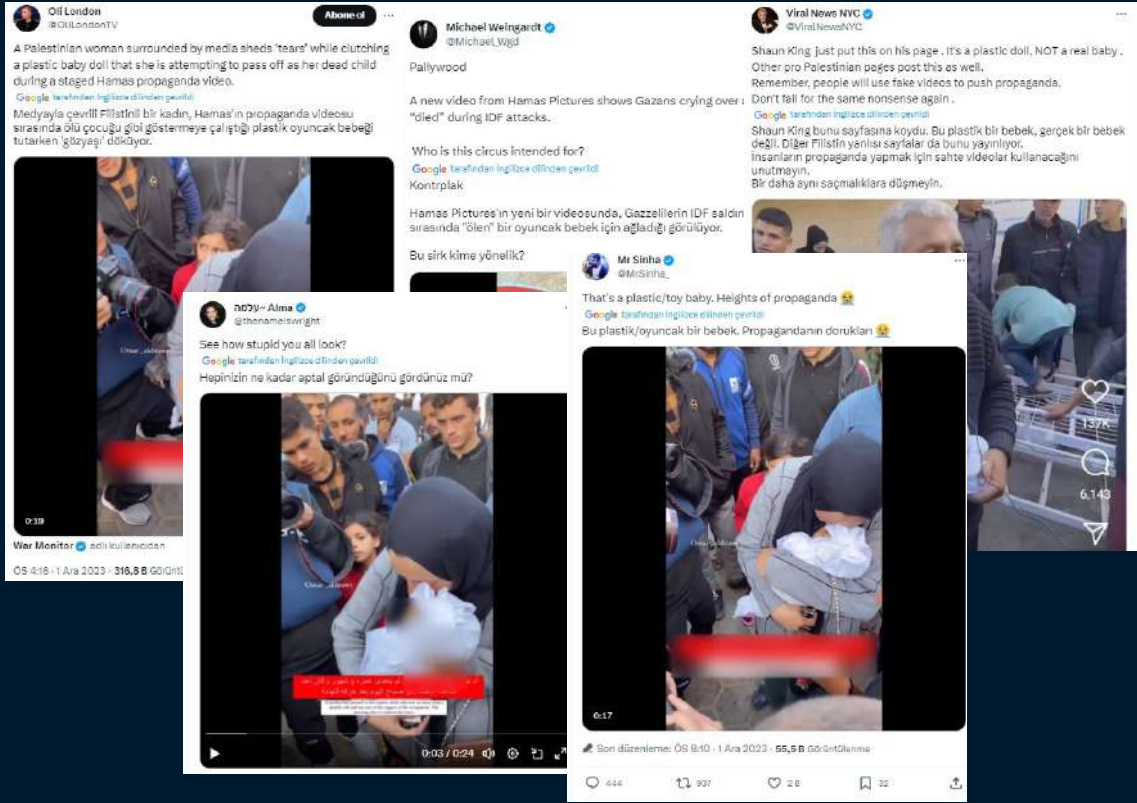 Oli London
@OliLondonTV
Abone ol
A Palestinian woman surrounded by media sheds 'tears' while clutching
a plastic baby doll that she is attempting to pass off as her dead child
during a staged Hamas propaganda video.
Google tarafından İngilizce dilinden çevrildi
Medyayla çevrili Filistinli bir kadın, Hamas'ın propaganda videosu
sırasında ölü çocuğu gibi göstermeye çalıştığı plastik oyuncak bebeği
tutarken 'gözyaşı' döküyor.
0:19
War Monitor adlı kullanıcıdan
ÖS 4:16 · 1 Ara 2023 · 316,8 B Görüntü
Michael Weingardt
@Michael_Wgd
Pallywood
A new video from Hamas Pictures shows Gazans crying over
"died" during IDF attacks.
Who is this circus intended for?
Google tarafından İngilizce dilinden çevrildi
Kontrplak
Hamas Pictures'ın yeni bir videosunda, Gazzelilerin IDF saldırı
sırasında "ölen" bir oyuncak bebek için ağladığı görülüyor.
Bu sirk kime yönelik?
Viral News NYC
@ViralNewsNYC
Shaun King just put this on his page . It's a plastic doll, NOT a real baby .
Other pro Palestinian pages post this as well.
Remember, people will use fake videos to push propaganda.
Don't fall for the same nonsense again .
Google tarafından İngilizce dilinden çevrildi
Shaun King bunu sayfasına koydu. Bu plastik bir bebek, gerçek bir bebek
değil. Diğer Filistin yanlısı sayfalar da bunu yayınlıyor.
İnsanların propaganda yapmak için sahte videolar kullanacağını
unutmayın.
Bir daha aynı saçmalıklara düşmeyin.
137K
6,143
עלמה~ Alma
@thenameiswright
See how stupid you all look?
Google tarafından İngilizce dilinden çevrildi
Hepinizin ne kadar aptal göründüğünü gördünüz mü?
0:03 / 0:24
Mr Sinha
@MrSinha_
That's a plastic/toy baby. Heights of propaganda 😭
Google tarafından İngilizce dilinden çevrildi
Bu plastik/oyuncak bir bebek. Propagandanın dorukları 😭
0:17
Son düzenleme: ÖS 8:10 · 1 Ara 2023 · 55,5 B Görüntülenme
444
937
2 B
32